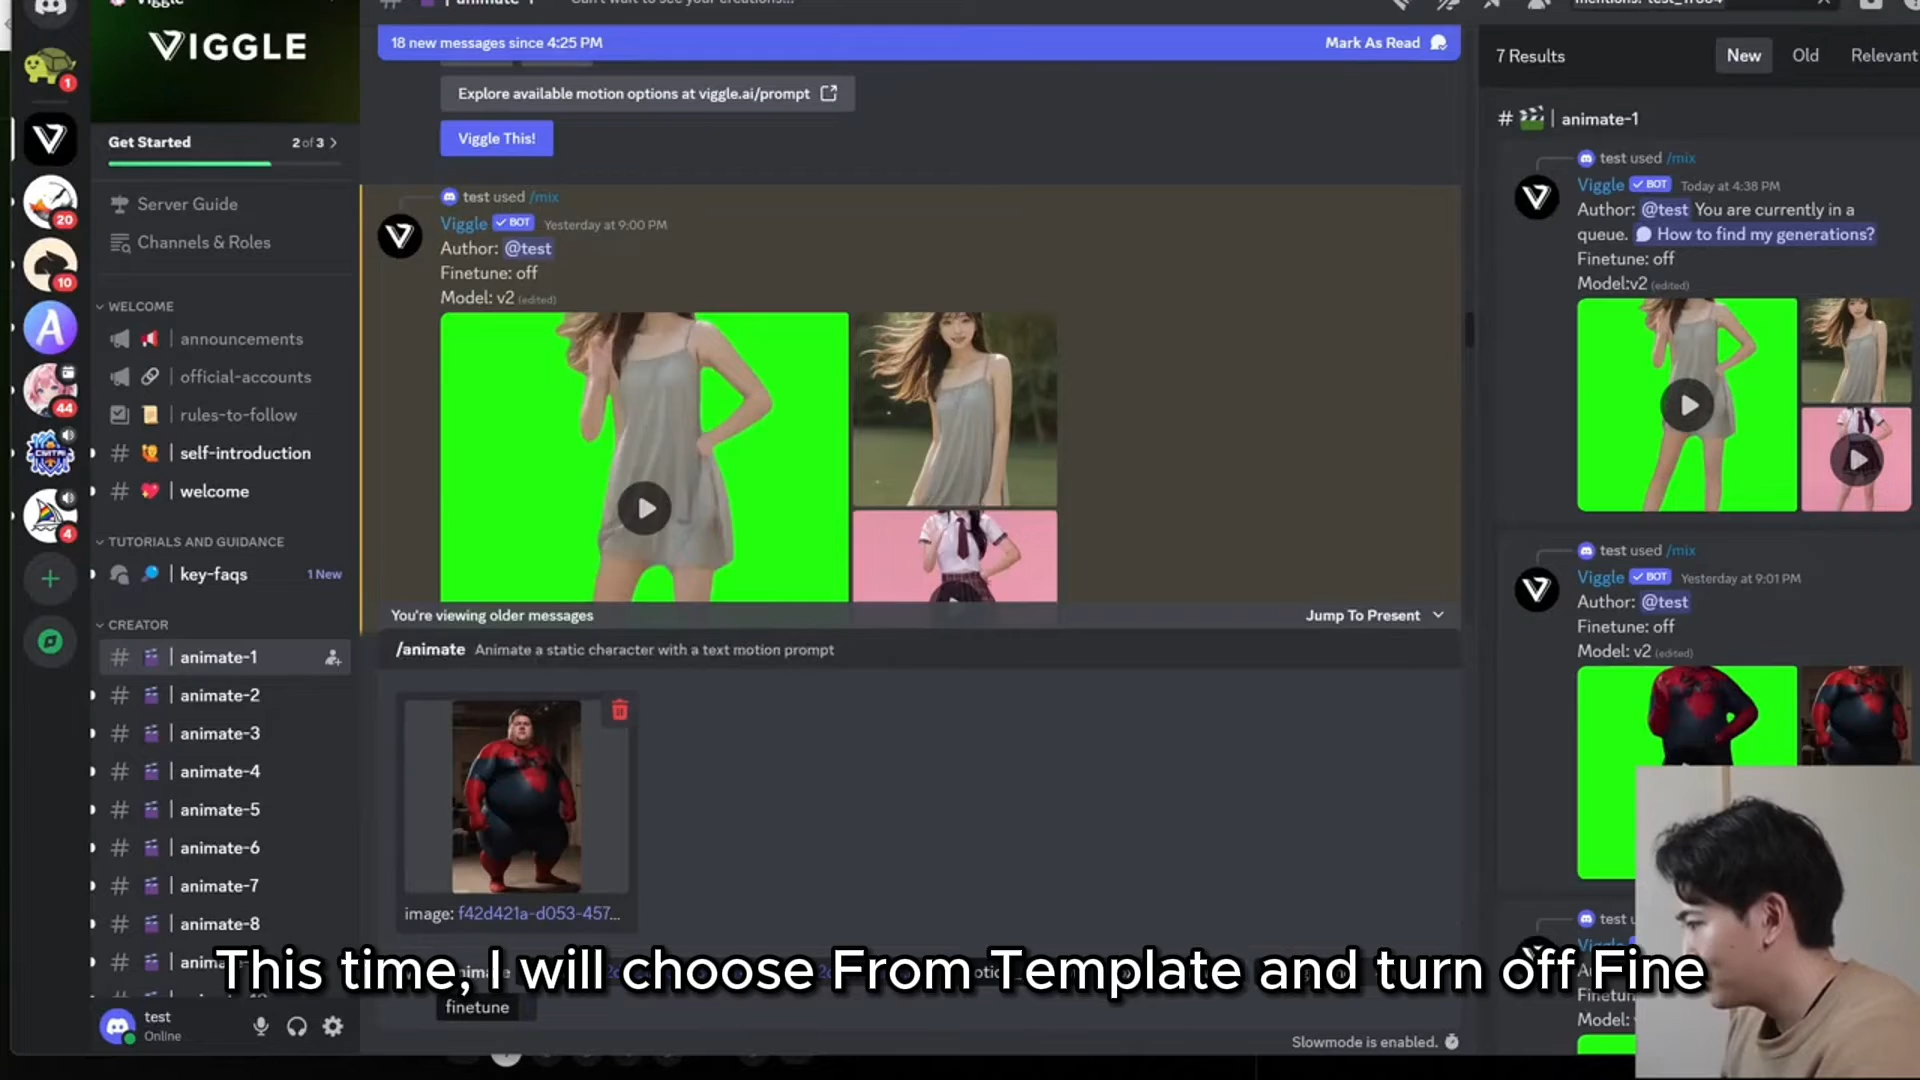 VIGGLE
Get Started 2 of 3
Server Guide
Channels & Roles
WELCOME
announcements
official-accounts
rules-to-follow
self-introduction
welcome
TUTORIALS AND GUIDANCE
key-faqs 1 New
CREATOR
animate-1
animate-2
animate-3
animate-4
animate-5
animate-6
animate-7
animate-8
test
Online
1
20
10
44
4
18 new messages since 4:25 PM Mark As Read
Explore available motion options at viggle.ai/prompt
Viggle This!
test used /mix
Viggle BOT Yesterday at 9:00 PM
Author: @test
Finetune: off
Model: v2 (edited)
You're viewing older messages Jump To Present
/animate Animate a static character with a text motion prompt
image: f42d421a-d053-457...
This time, I will choose From Template and turn off Fine
finetune
Slowmode is enabled.
7 Results New Old Relevant
# | animate-1
test used /mix
Viggle BOT Today at 4:38 PM
Author: @test You are currently in a
queue. How to find my generations?
Finetune: off
Model:v2 (edited)
test used /mix
Viggle BOT Yesterday at 9:01 PM
Author: @test
Finetune: off
Model: v2 (edited)
test
Model: